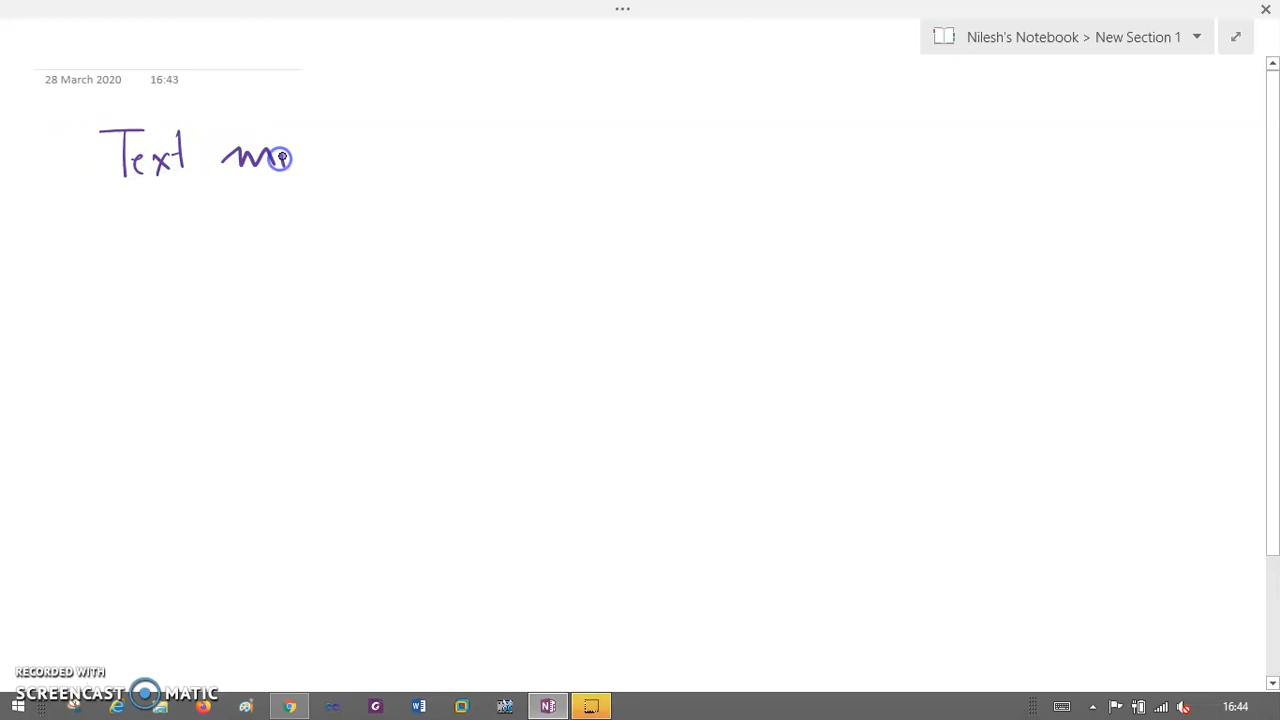 Nilesh's Notebook > New Section 1
28 March 2020 16:43
Text
RECORDED WITH
SCREENCAST MATIC
16:44